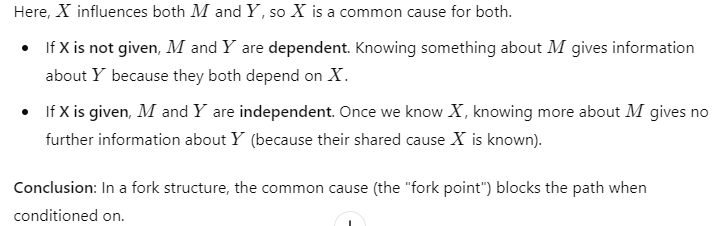 Here, X influences both M and Y, so X is a common cause for both.
• If X is not given, M and Y are dependent. Knowing something about M gives information
about Y because they both depend on X.
• If X is given, M and Y are independent. Once we know X, knowing more about M gives no
further information about Y (because their shared cause X is known).
Conclusion: In a fork structure, the common cause (the "fork point") blocks the path when
conditioned on.